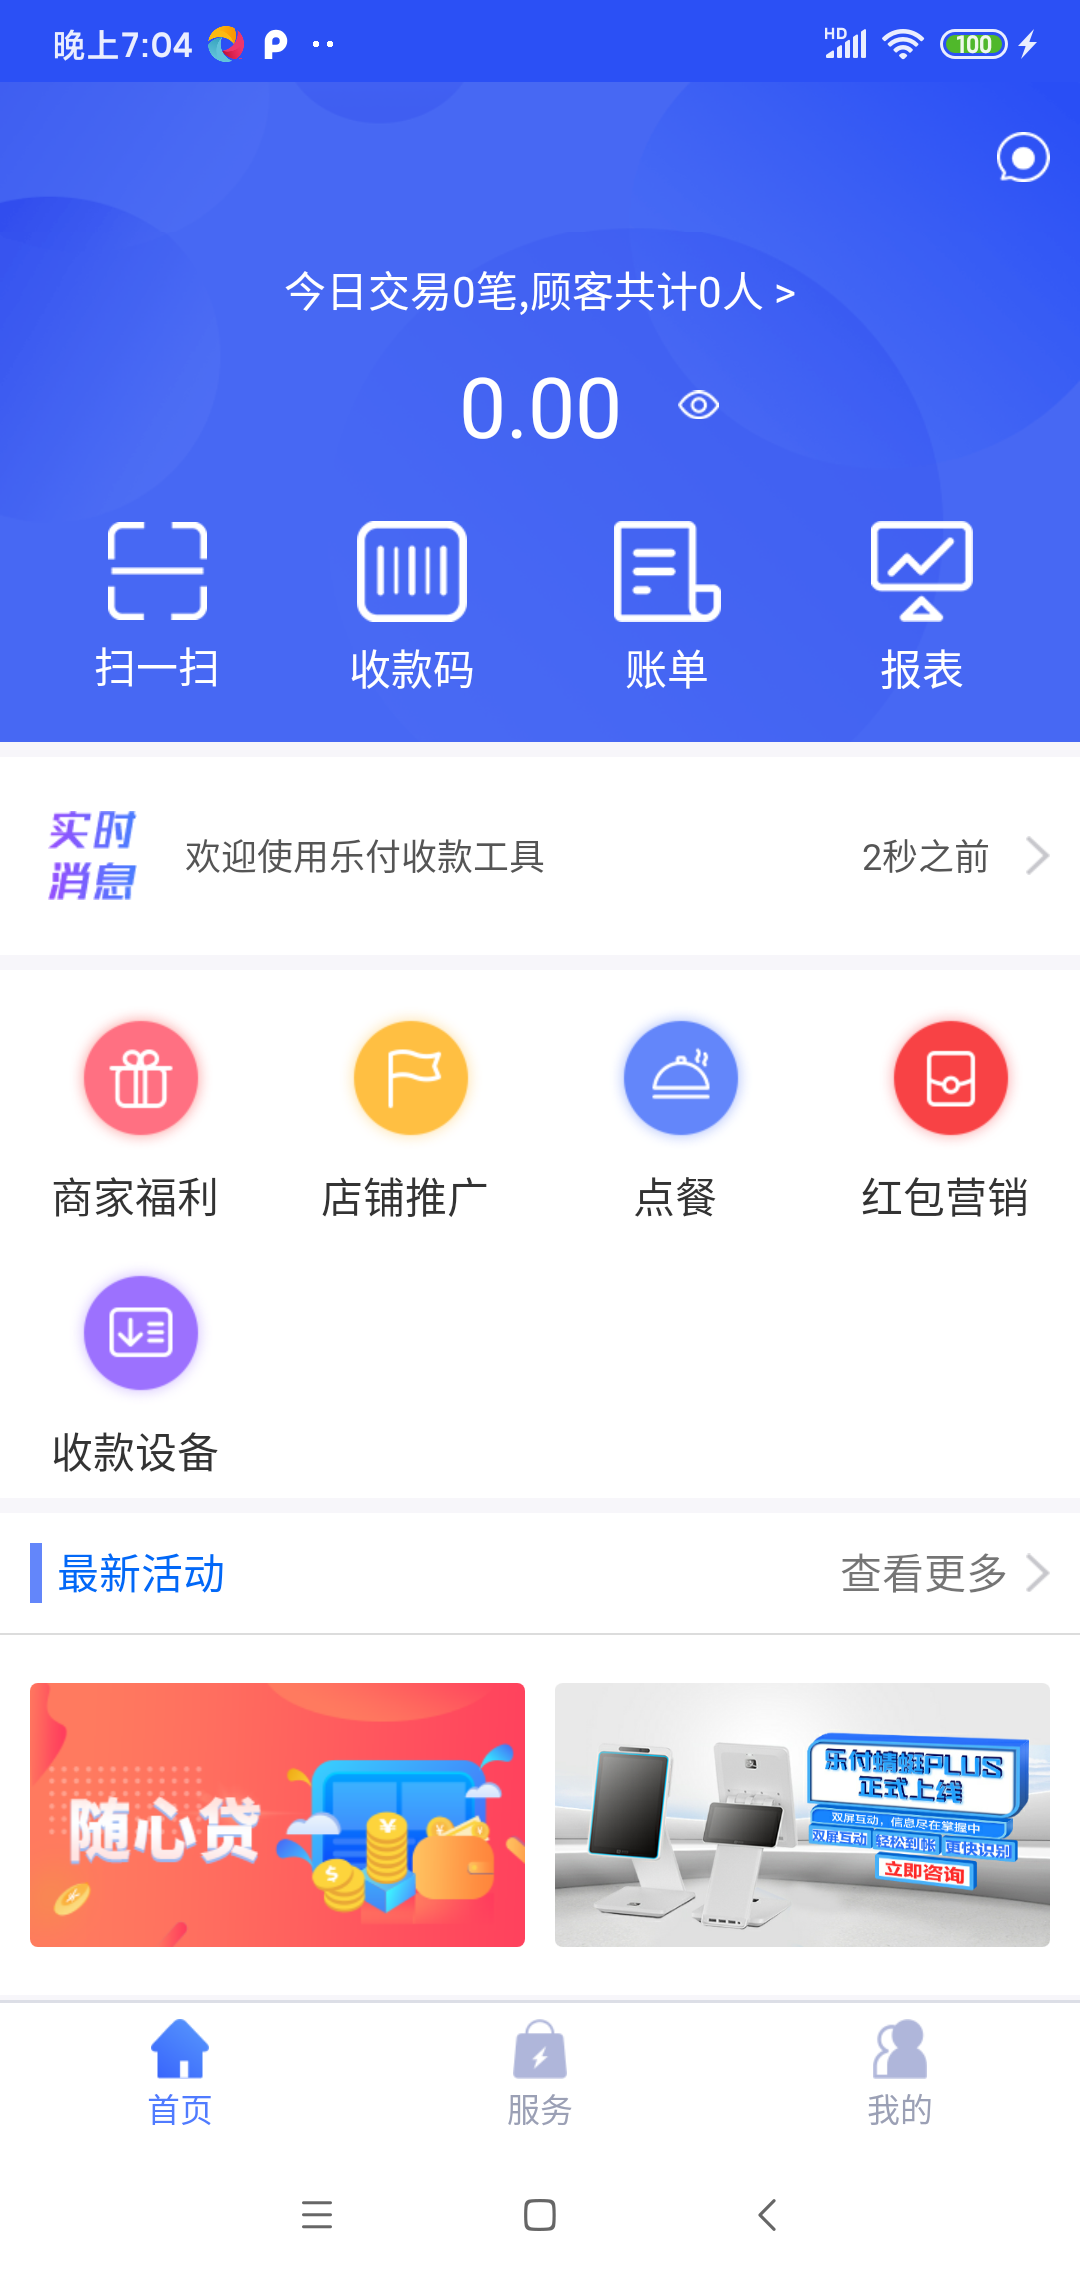 晚上7:04
HD
100
今日交易0笔,顾客共计0人 >
0.00
扫一扫
收款码
账单
报表
实时
消息
欢迎使用乐付收款工具
2秒之前
商家福利
店铺推广
点餐
红包营销
收款设备
最新活动
查看更多
随心贷
乐付蜻蜓PLUS
正式上线
双屏互动，信息尽在掌握中
双屏互动 轻松到账 更快识别
立即咨询
首页
服务
我的